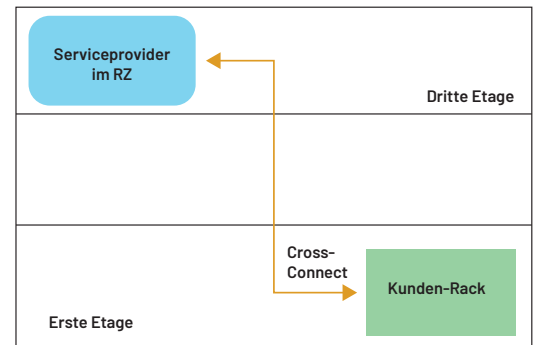 Serviceprovider
im RZ
Dritte Etage
Cross-
Connect
Kunden-Rack
Erste Etage